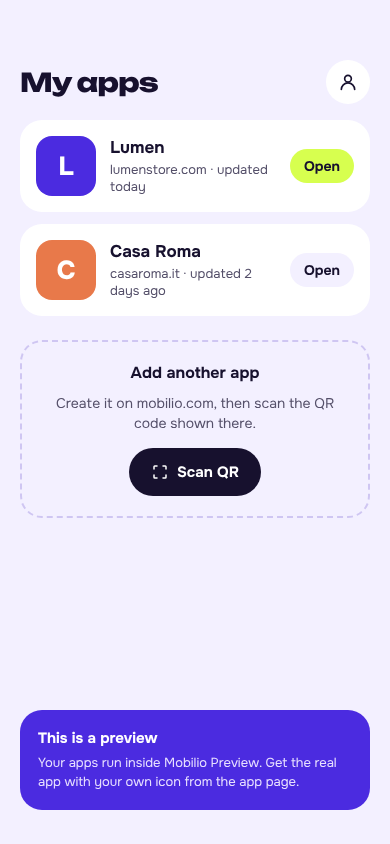 My apps
L
Lumen
lumenstore.com · updated
today
Open
C
Casa Roma
casaroma.it · updated 2
days ago
Open
Add another app
Create it on mobilio.com, then scan the QR
code shown there.
Scan QR
This is a preview
Your apps run inside Mobilio Preview. Get the real
app with your own icon from the app page.